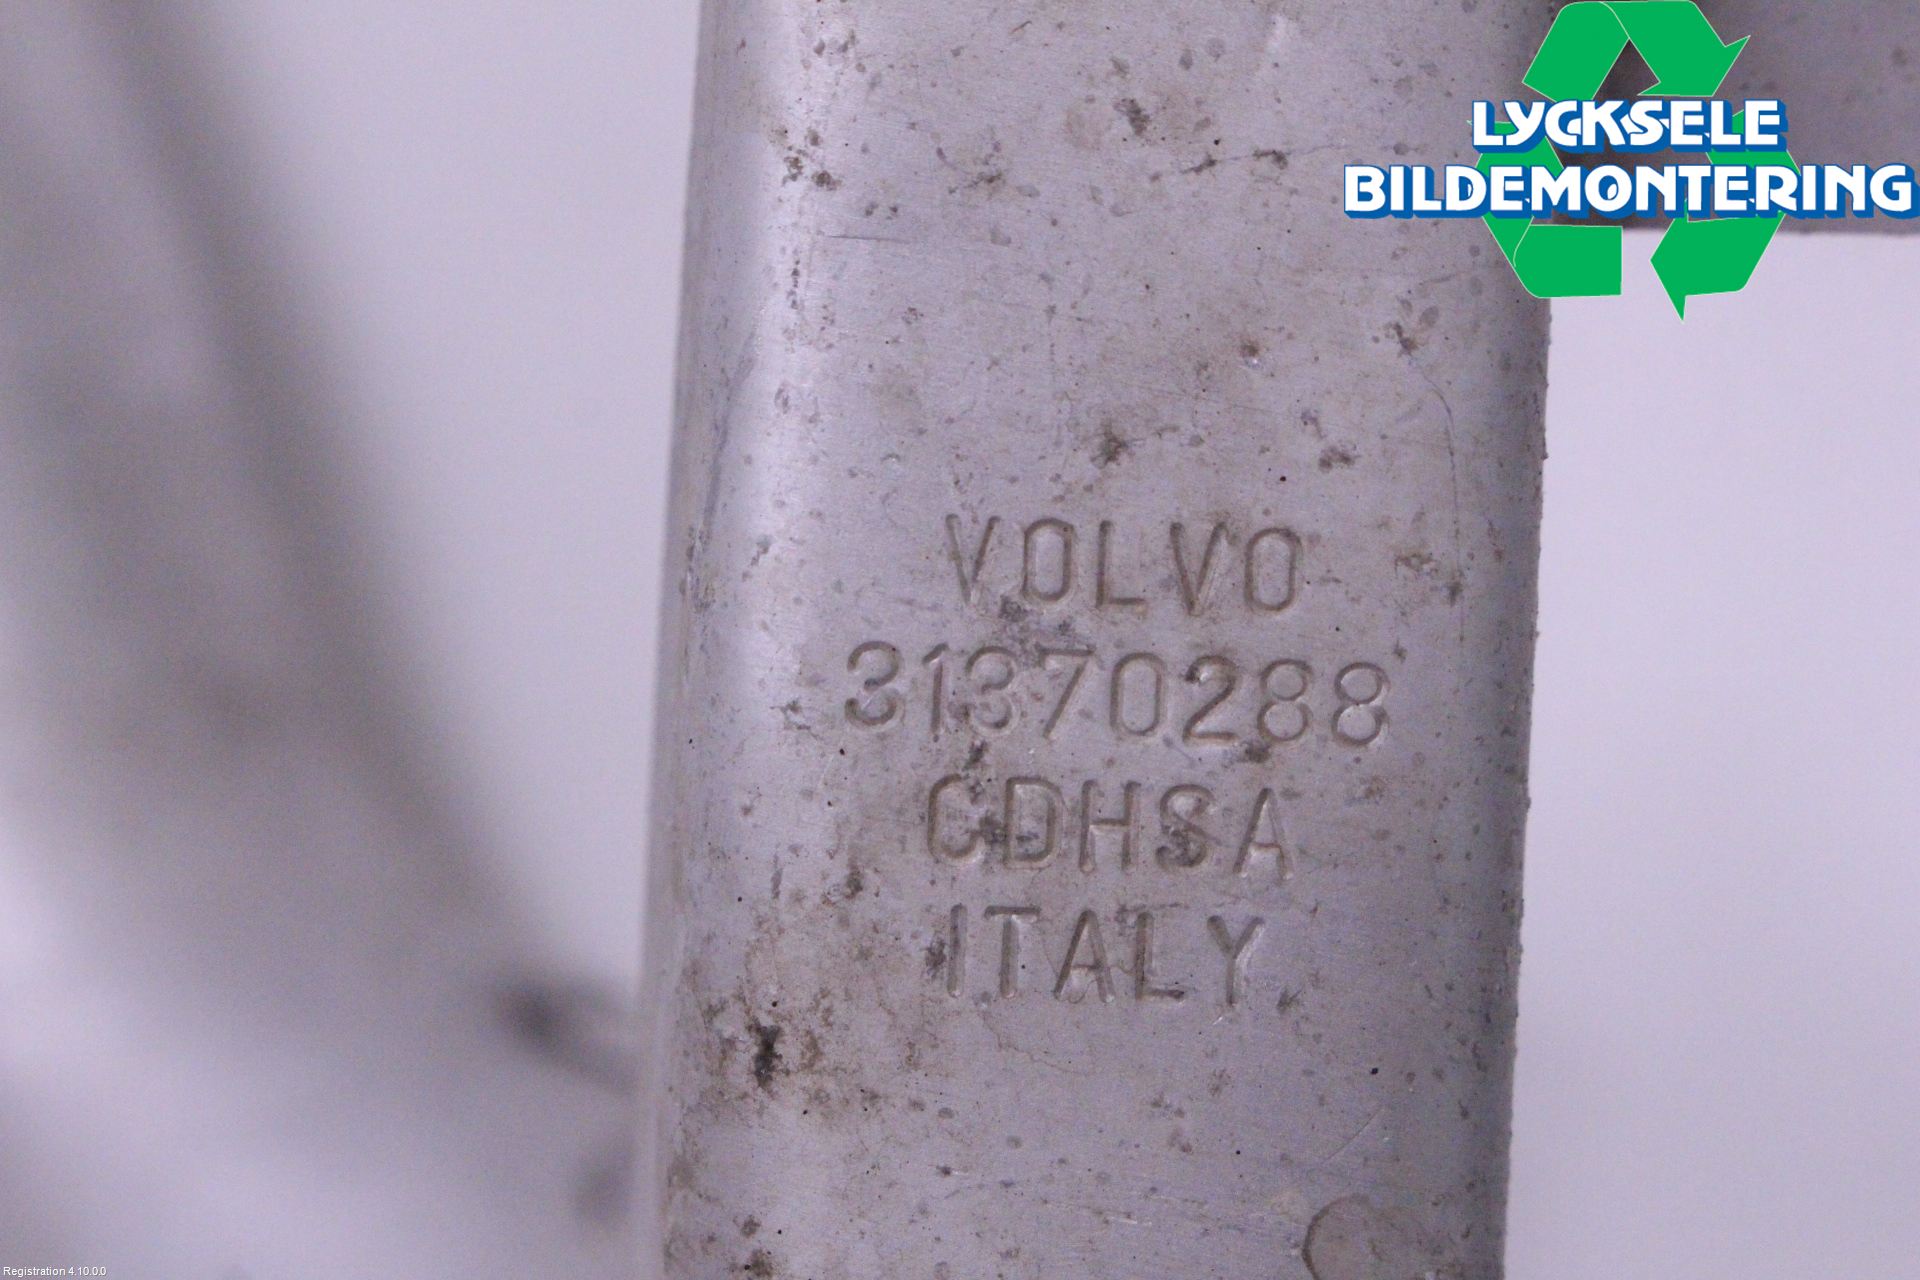 LYCKSELE
BILDEMONTERING
VOLVO
31370288
CDHSA
ITALY
Registration 4.10.0.0